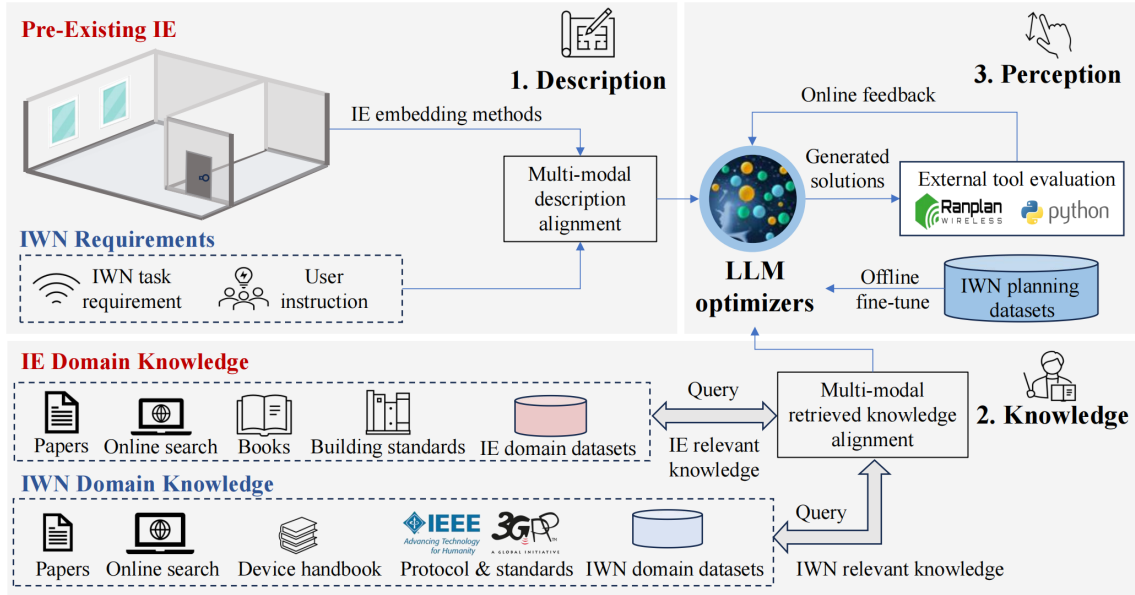 Pre-Existing IE
1. Description
IE embedding methods
Multi-modal
description
alignment
IWN Requirements
IWN task
requirement
User
instruction
3. Perception
Online feedback
Generated
solutions
External tool evaluation
Ranplan
WIRELESS
python
LLM
optimizers
Offline
fine-tune
IWN planning
datasets
IE Domain Knowledge
Papers
Online search
Books
Building standards
IE domain datasets
Query
IE relevant
knowledge
Multi-modal
retrieved knowledge
alignment
2. Knowledge
IWN Domain Knowledge
Papers
Online search
Device handbook
IEEE
Advancing Technology
for Humanity
3GPP
TM
A GLOBAL INITIATIVE
Protocol & standards
IWN domain datasets
Query
IWN relevant knowledge